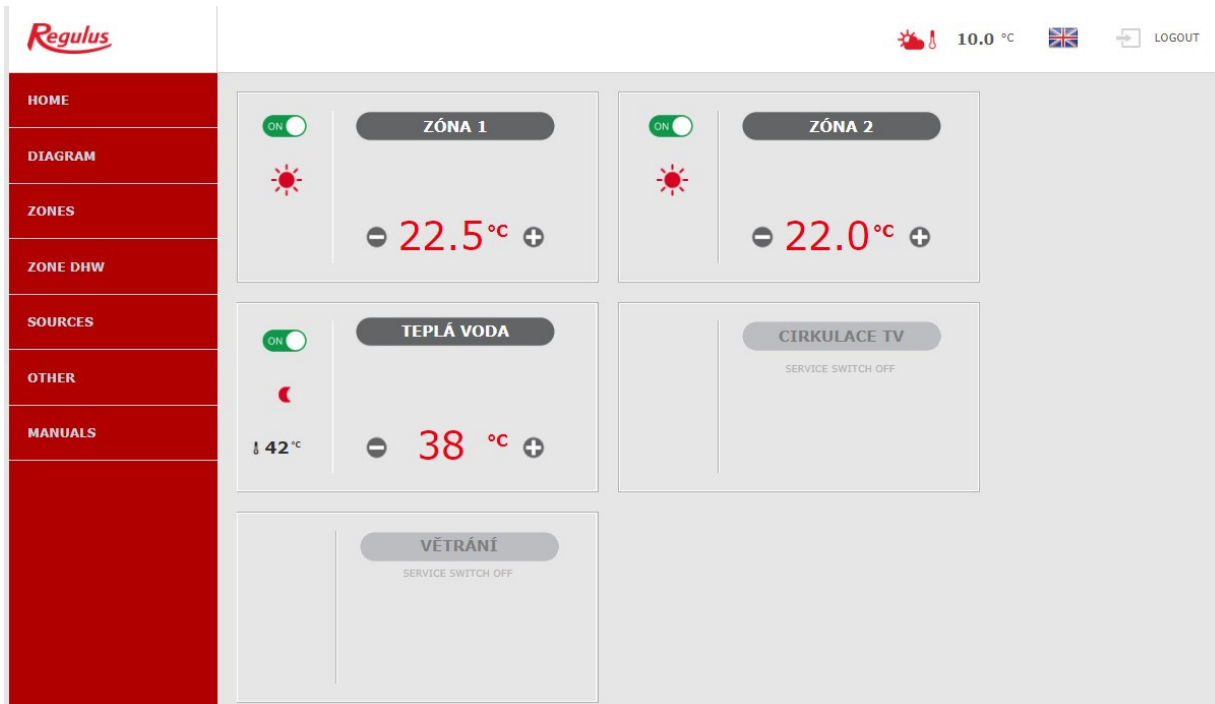 Regulus
10.0 °C
LOGOUT
HOME
DIAGRAM
ZONES
ZONE DHW
SOURCES
OTHER
MANUALS
ON
ZÓNA 1
22.5 °C
ON
ZÓNA 2
22.0 °C
ON
TEPLÁ VODA
42 °C
38 °C
CIRKULACE TV
SERVICE SWITCH OFF
VĚTRÁNÍ
SERVICE SWITCH OFF